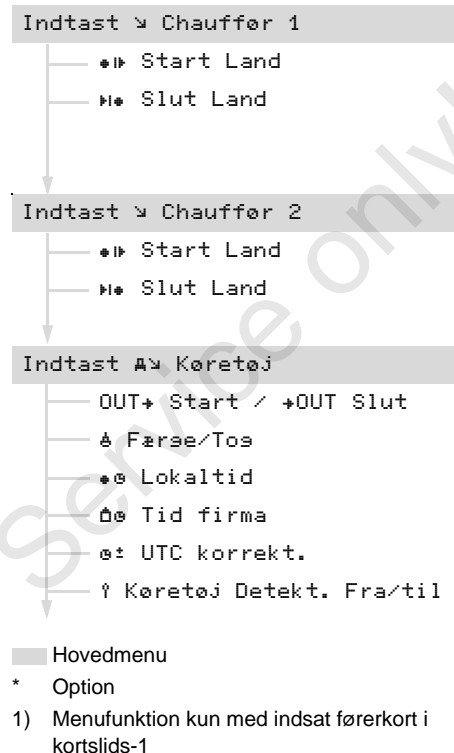 Indtast Chauffør 1
Start Land
Slut Land
Indtast Chauffør 2
Start Land
Slut Land
Indtast Køretøj
OUT Start / OUT Slut
Færge/Tog
Lokaltid
Tid firma
UTC korrekt.
Køretøj Detekt. Fra/til
Hovedmenu
* Option
1) Menufunktion kun med indsat førerkort i
kortslids-1
Service only!